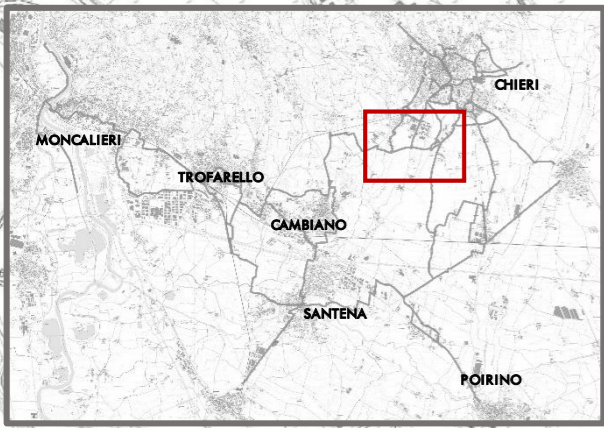 CHIERI
MONCALIERI
TROFARELLO
CAMBIANO
SANTENA
POIRINO